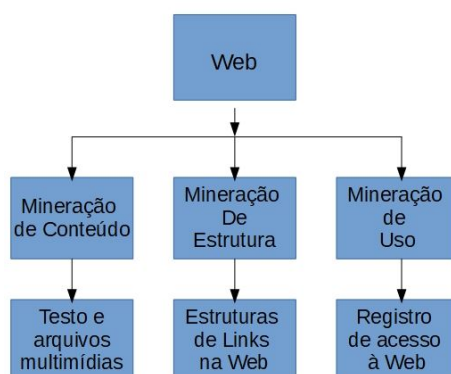 Web
Mineração
de Conteúdo
Mineração
De
Estrutura
Mineração
de
Uso
Testo e
arquivos
multimídias
Estruturas
de Links
na Web
Registro
de acesso
à Web